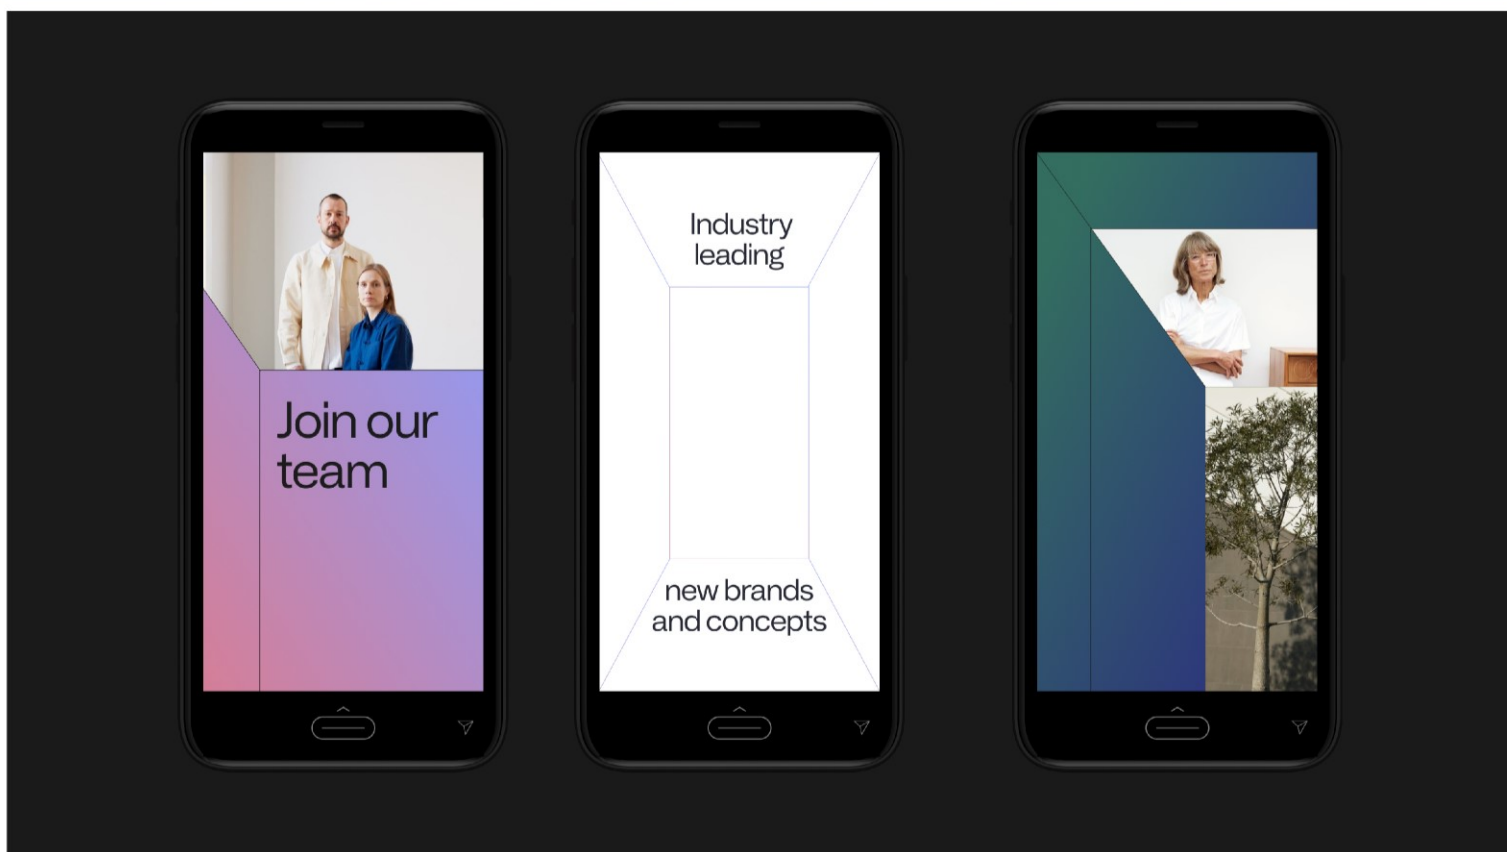 Join our
team
Industry
leading
new brands
and concepts